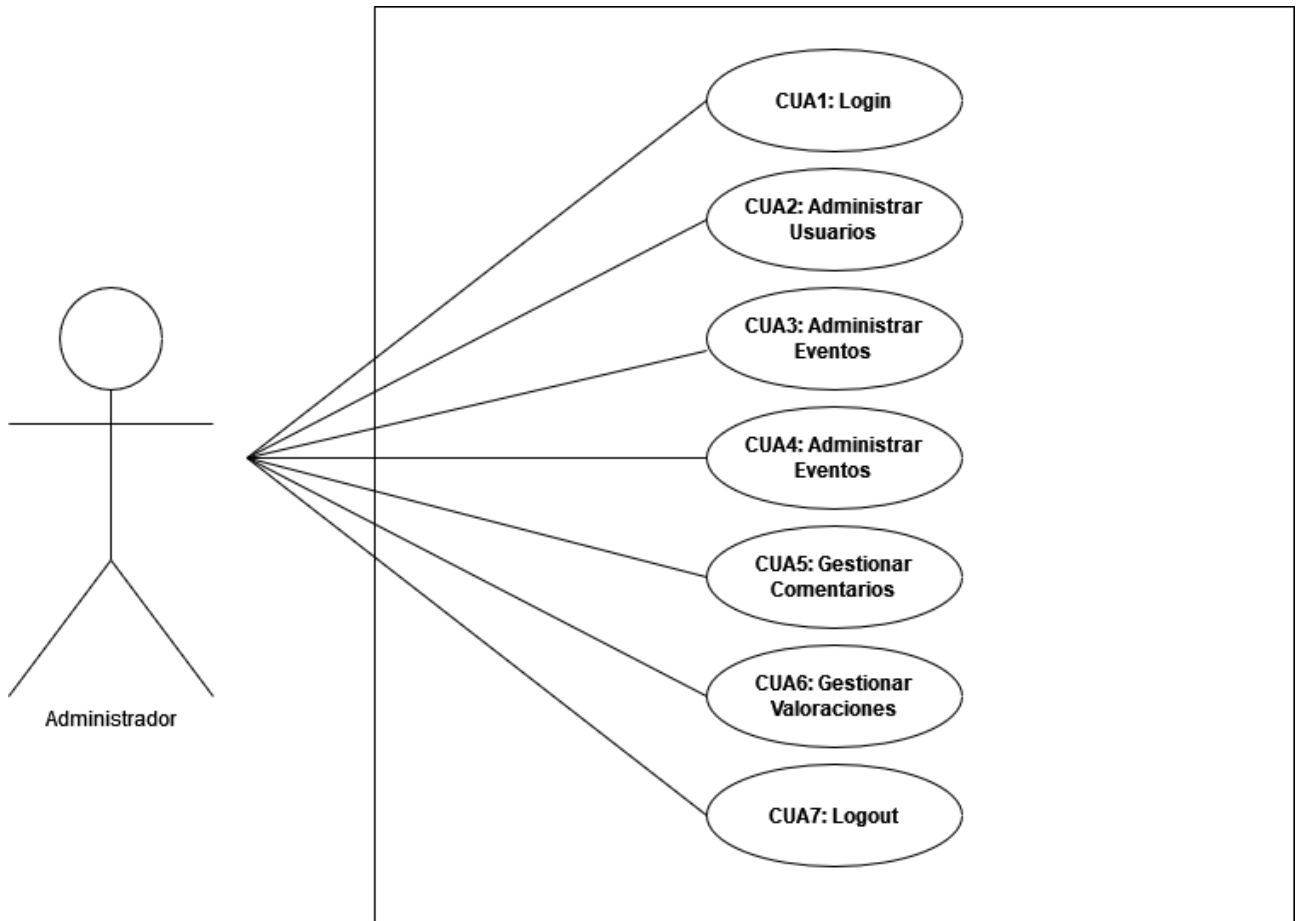 CUA1: Login
CUA2: Administrar
Usuarios
CUA3: Administrar
Eventos
CUA4: Administrar
Eventos
CUA5: Gestionar
Comentarios
CUA6: Gestionar
Valoraciones
Administrador
CUA7: Logout